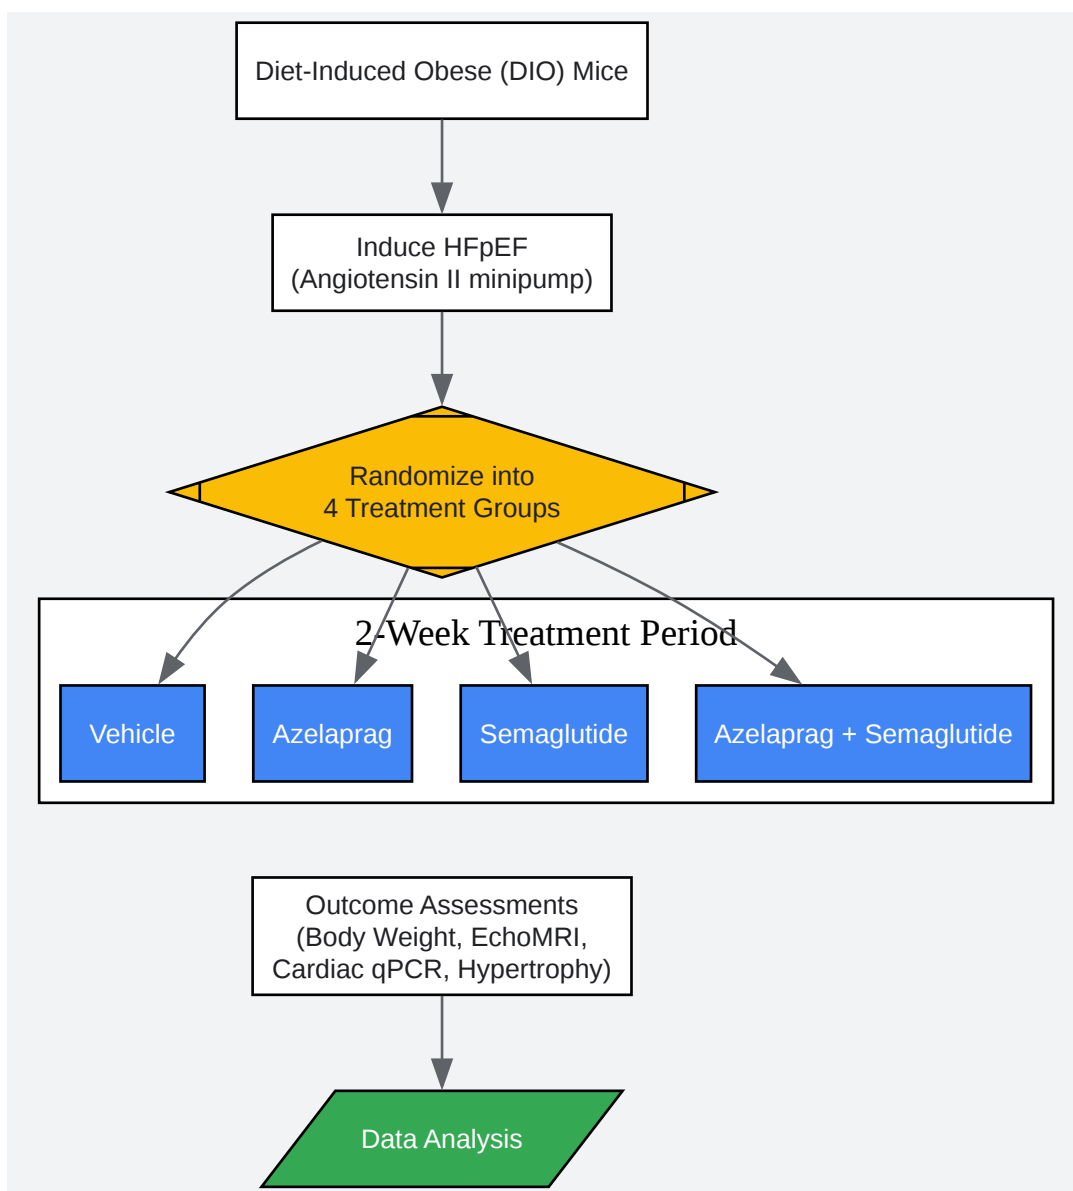 Diet-Induced Obese (DIO) Mice
Induce HFpEF
(Angiotensin II minipump)
Randomize into
4 Treatment Groups
2-Week Treatment Period
Vehicle
Azelaprag
Semaglutide
Azelaprag + Semaglutide
Outcome Assessments
(Body Weight, EchoMRI,
Cardiac qPCR, Hypertrophy)
Data Analysis